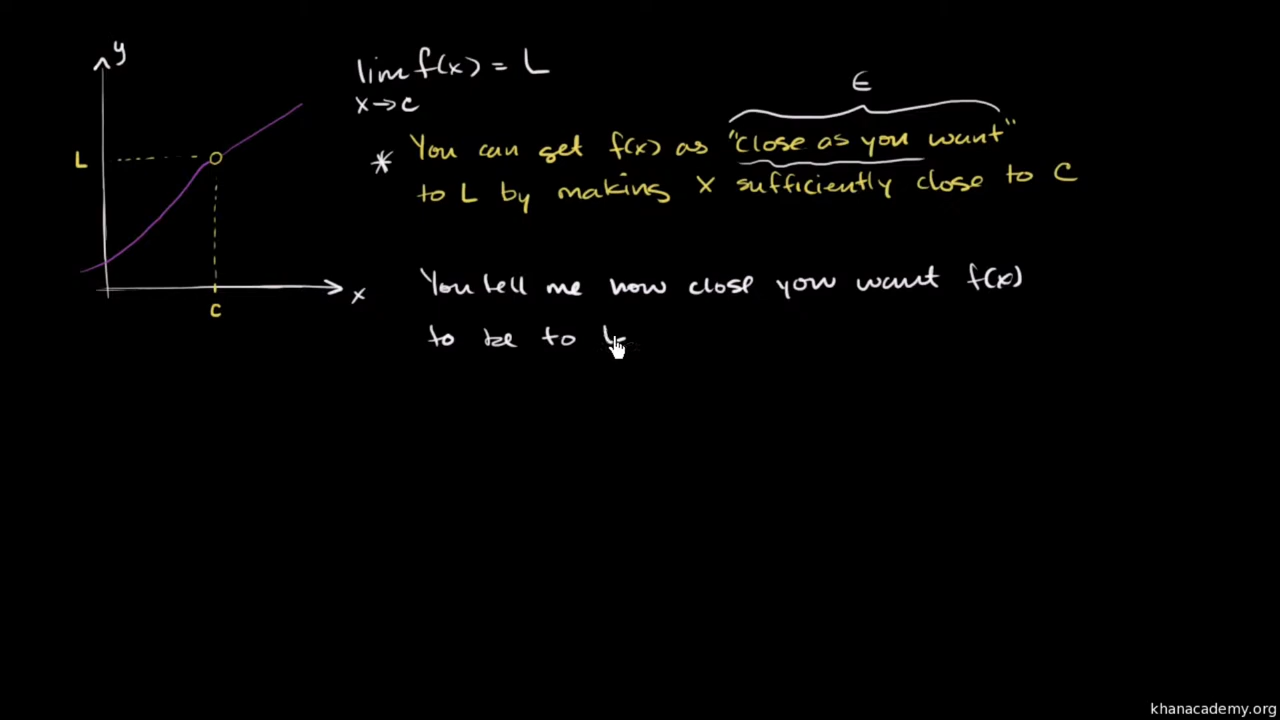 y
lim f(x) = L
x→c
ϵ
* You can get f(x) as "close as you want"
to L by making x sufficiently close to C
L
You tell me how close you want f(x)
x
c
to be to L
khanacademy.org